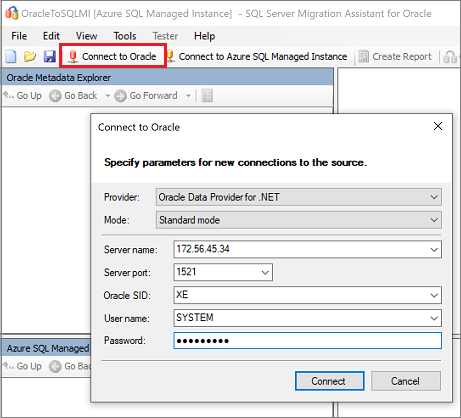 OracleToSQLMI [Azure SQL Managed Instance] - SQL Server Migration Assistant for Oracle
File Edit View Tools Tester Help
Connect to Oracle Connect to Azure SQL Managed Instance Create Report
Oracle Metadata Explorer
Go Up Go Back Go Forward
Connect to Oracle
Specify parameters for new connections to the source.
Provider: Oracle Data Provider for .NET
Mode: Standard mode
Server name: 172.56.45.34
Server port: 1521
Oracle SID: XE
User name: SYSTEM
Password: ●●●●●●●●●
Connect Cancel
Azure SQL Managed
Go Up Go Ba